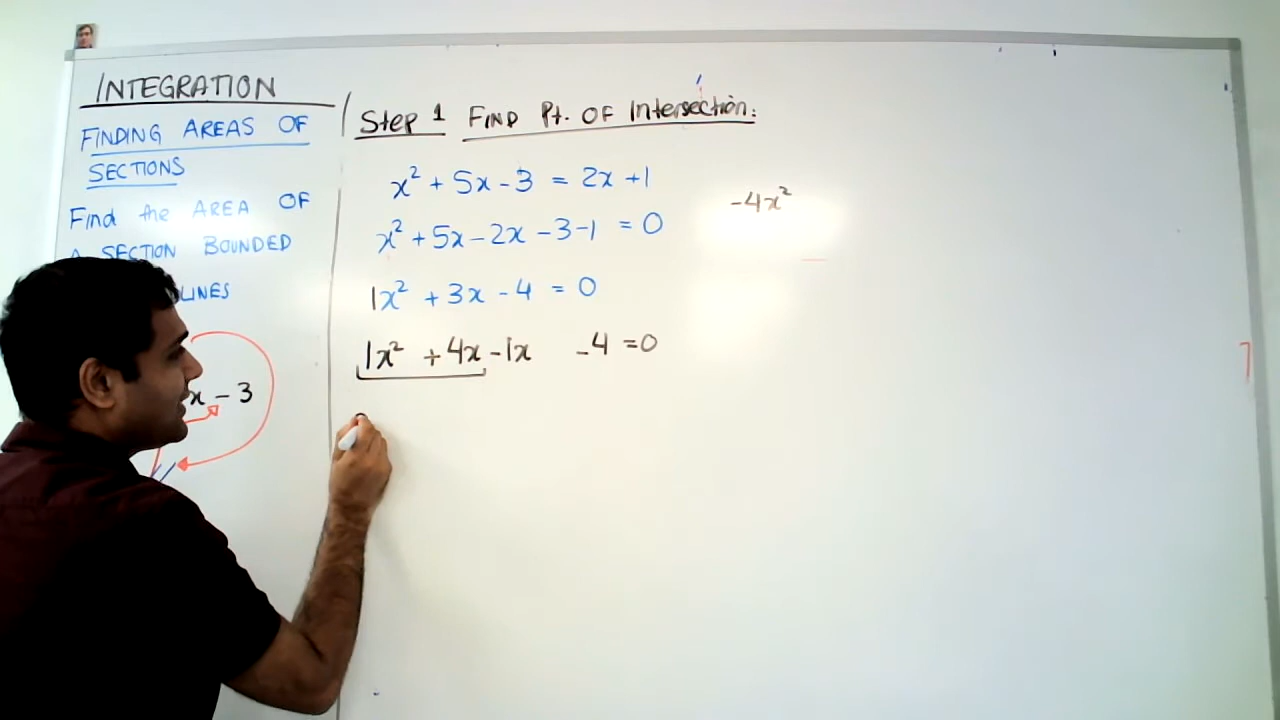 INTEGRATION
FINDING AREAS OF
SECTIONS
Find the AREA OF
SECTION BOUNDED
LINES
x - 3
Step 1 FIND Pt. OF Intersection:
x² + 5x - 3 = 2x + 1
x² + 5x - 2x - 3 - 1 = 0
1x² + 3x - 4 = 0
1x² + 4x - 1x - 4 = 0
-4x²